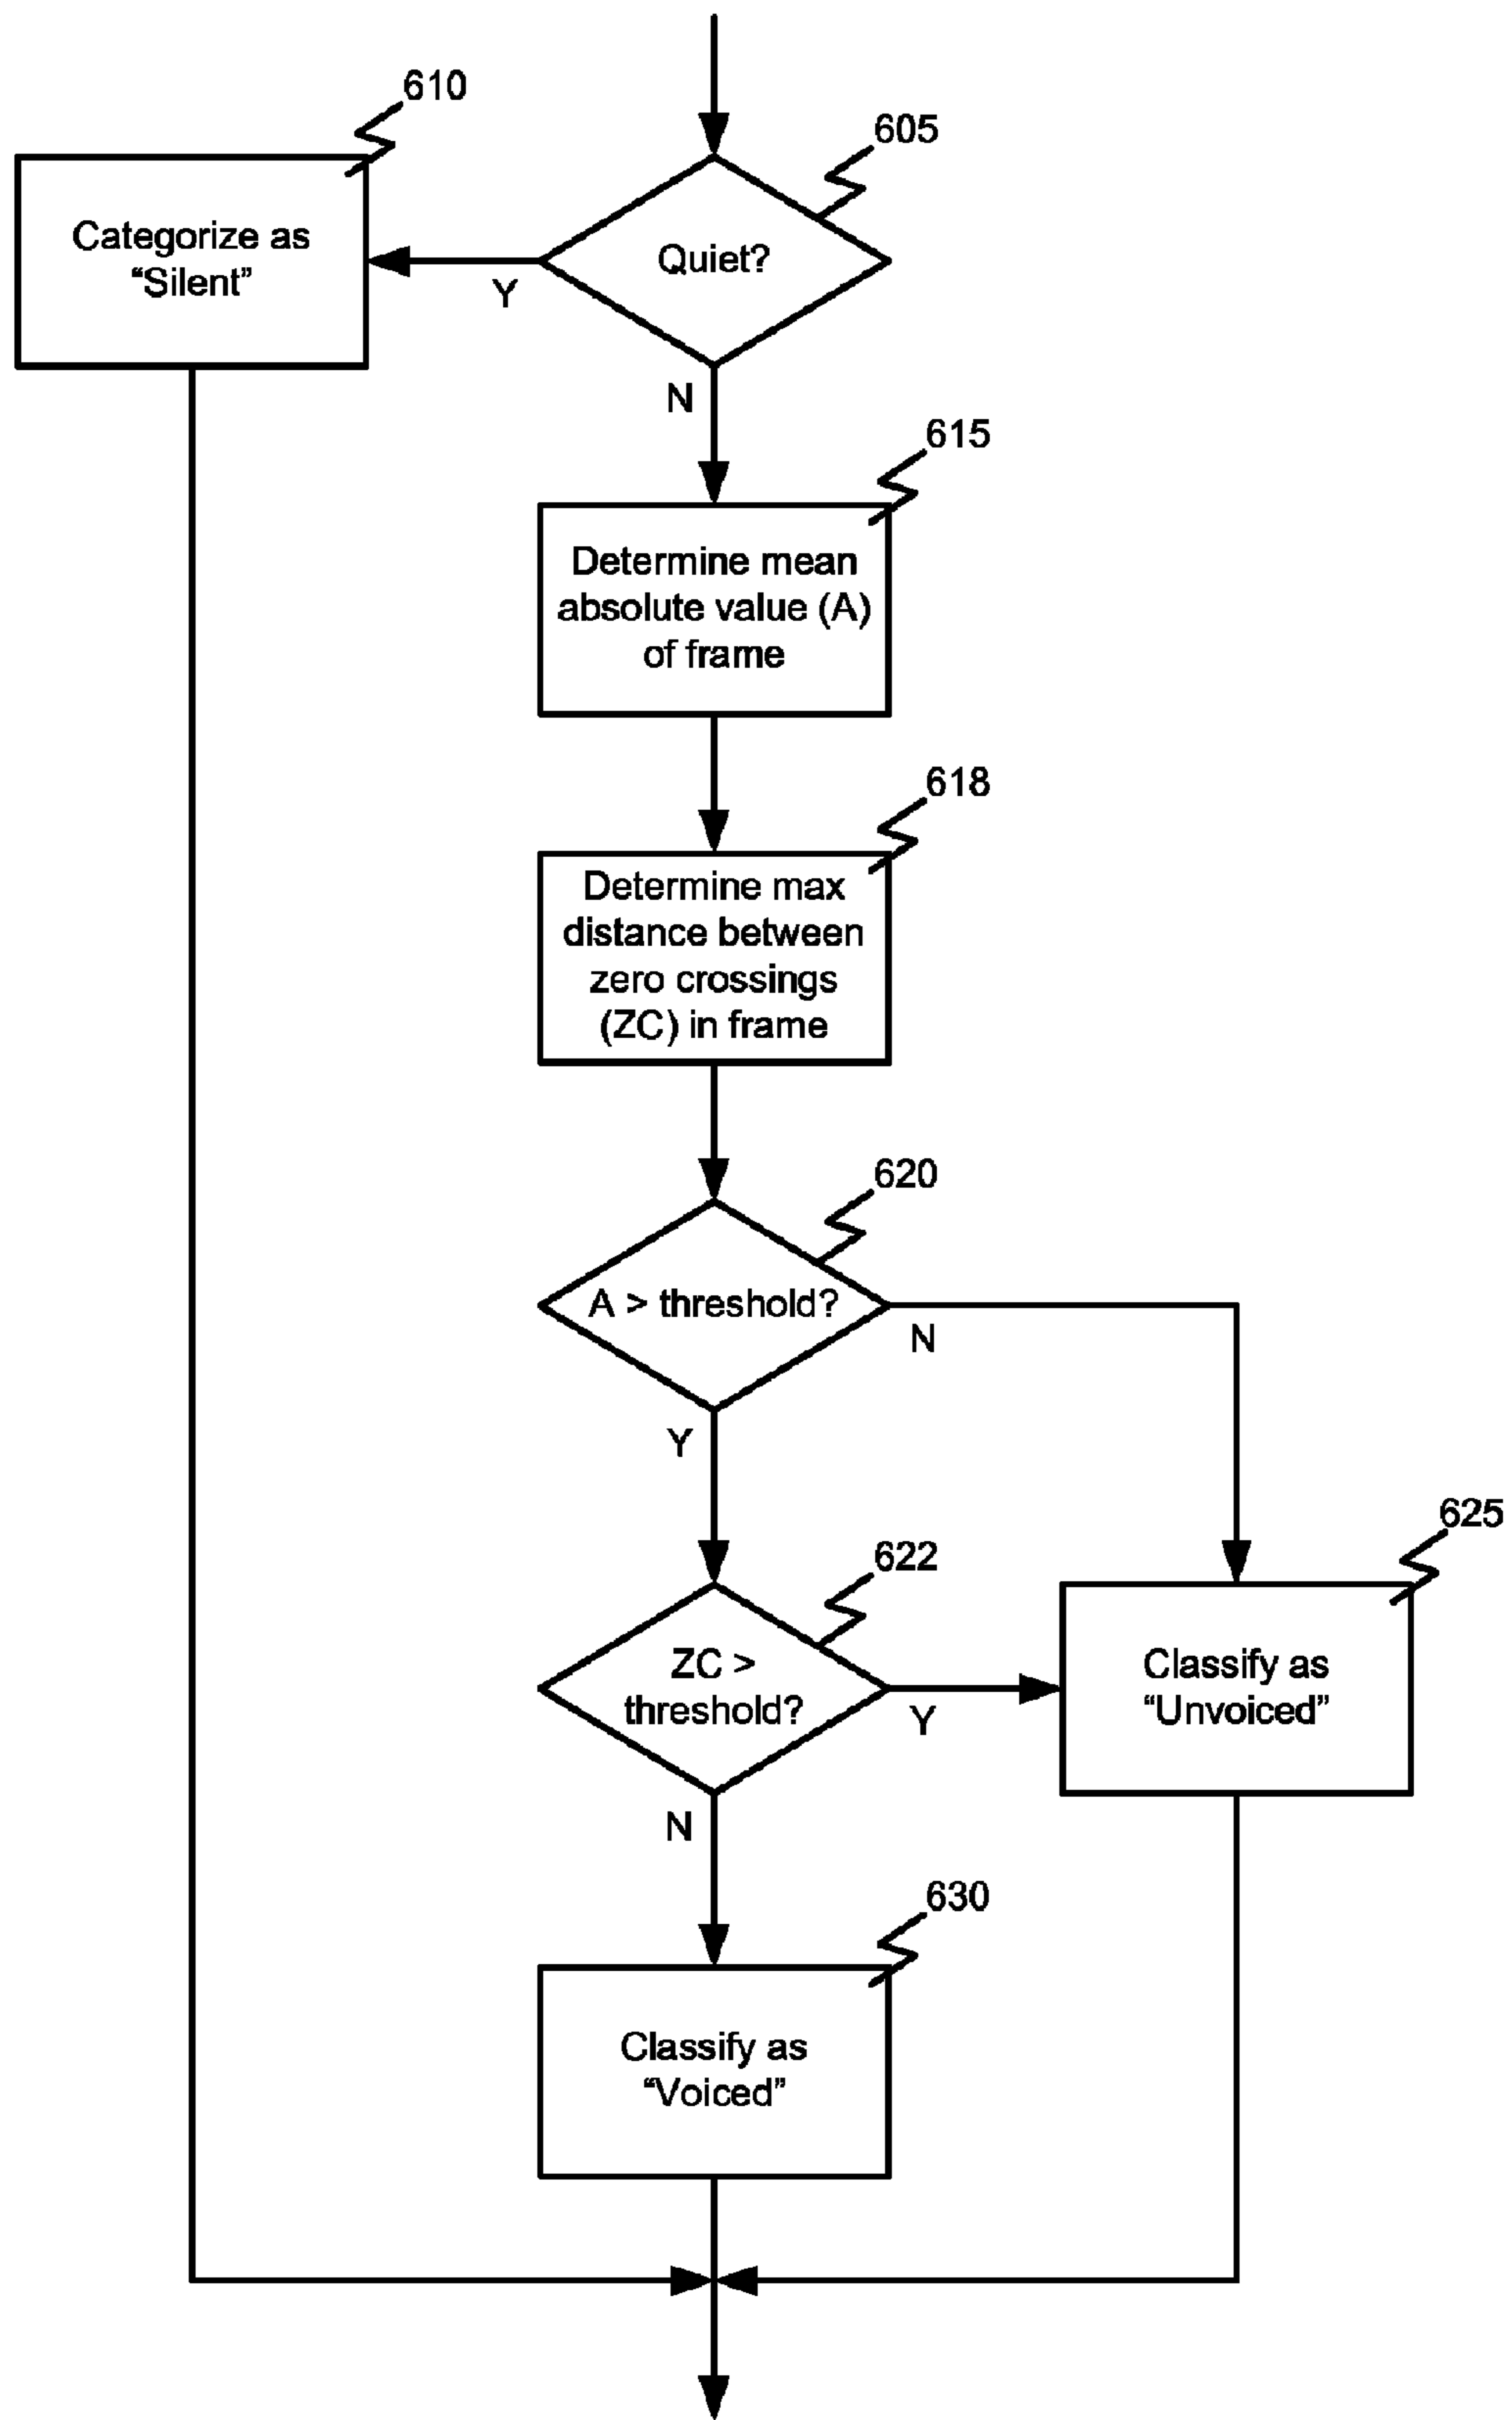 610
605
Categorize as
“Silent”
Quiet?
Y
N
615
Determine mean
absolute value (A)
of frame
618
Determine max
distance between
zero crossings
(ZC) in frame
620
A > threshold?
N
Y
625
622
ZC >
threshold?
Y
Classify as
“Unvoiced”
N
630
Classify as
“Voiced”